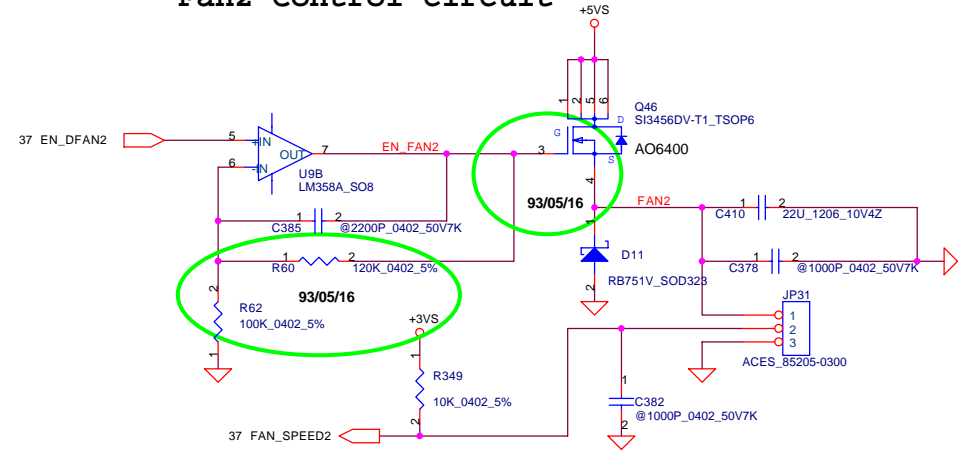 Fan2 Control circuit
+5VS
1
2
5
6
Q46
SI3456DV-T1_TSOP6
D
G
S
3
4
AO6400
37 EN_DFAN2
5
+IN
6
-IN
OUT
7
U9B
LM358A_SO8
EN_FAN2
93/05/16
FAN2
1
C385
2
@2200P_0402_50V7K
1
R60
2
120K_0402_5%
93/05/16
2
R62
100K_0402_5%
1
1
D11
RB751V_SOD323
2
1
C410
2
22U_1206_10V4Z
1
C378
2
@1000P_0402_50V7K
JP31
1
2
3
ACES_85205-0300
+3VS
1
R349
10K_0402_5%
2
1
C382
@1000P_0402_50V7K
2
37 FAN_SPEED2